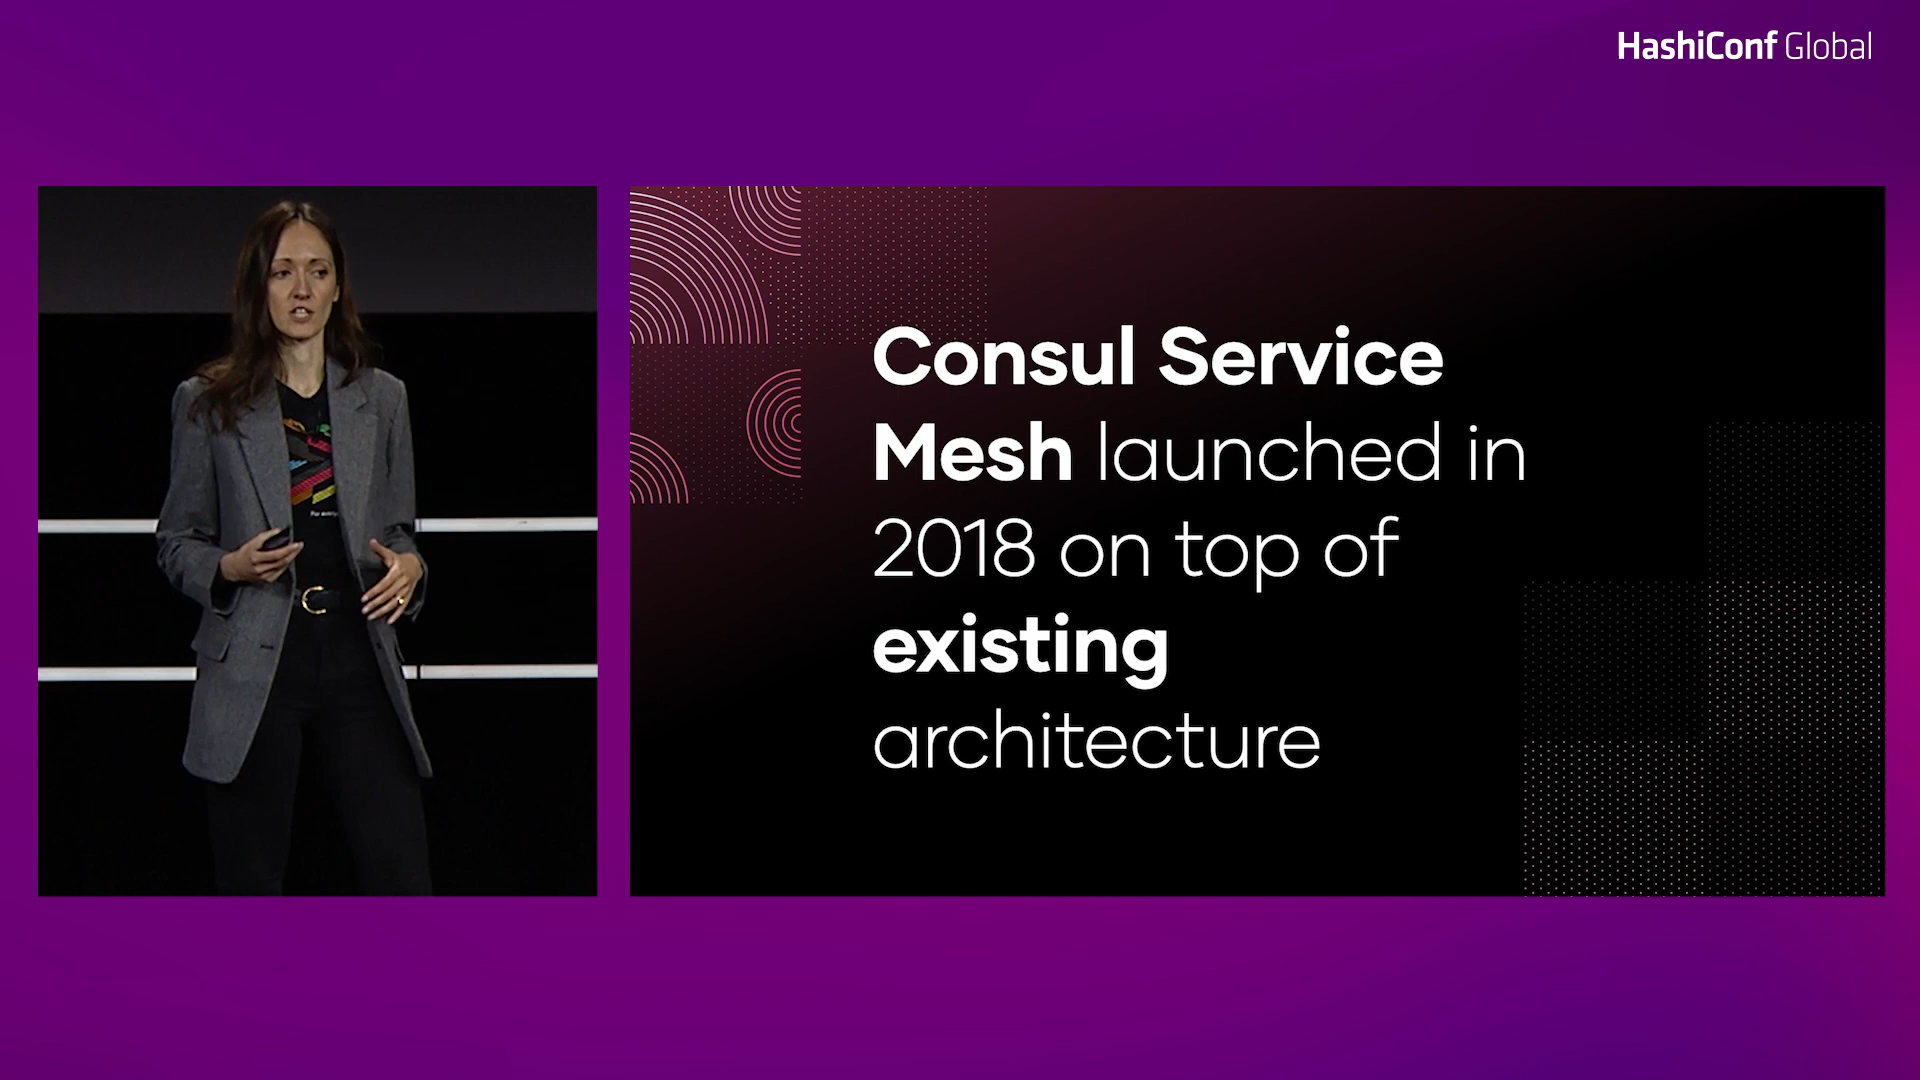 HashiConf Global
Consul Service
Mesh launched in
2018 on top of
existing
architecture